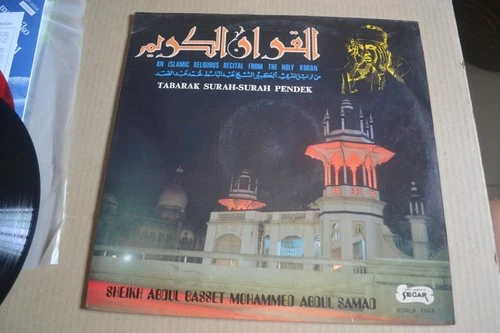 القرآن الكريم
AN ISLAMIC RELIGIOUS RECITAL FROM THE HOLY KORAN
TABARAK SURAH-SURAH PENDEK
SHEIKH ABDUL BASSET MOHAMMED ABDUL SAMAD
SEGAR